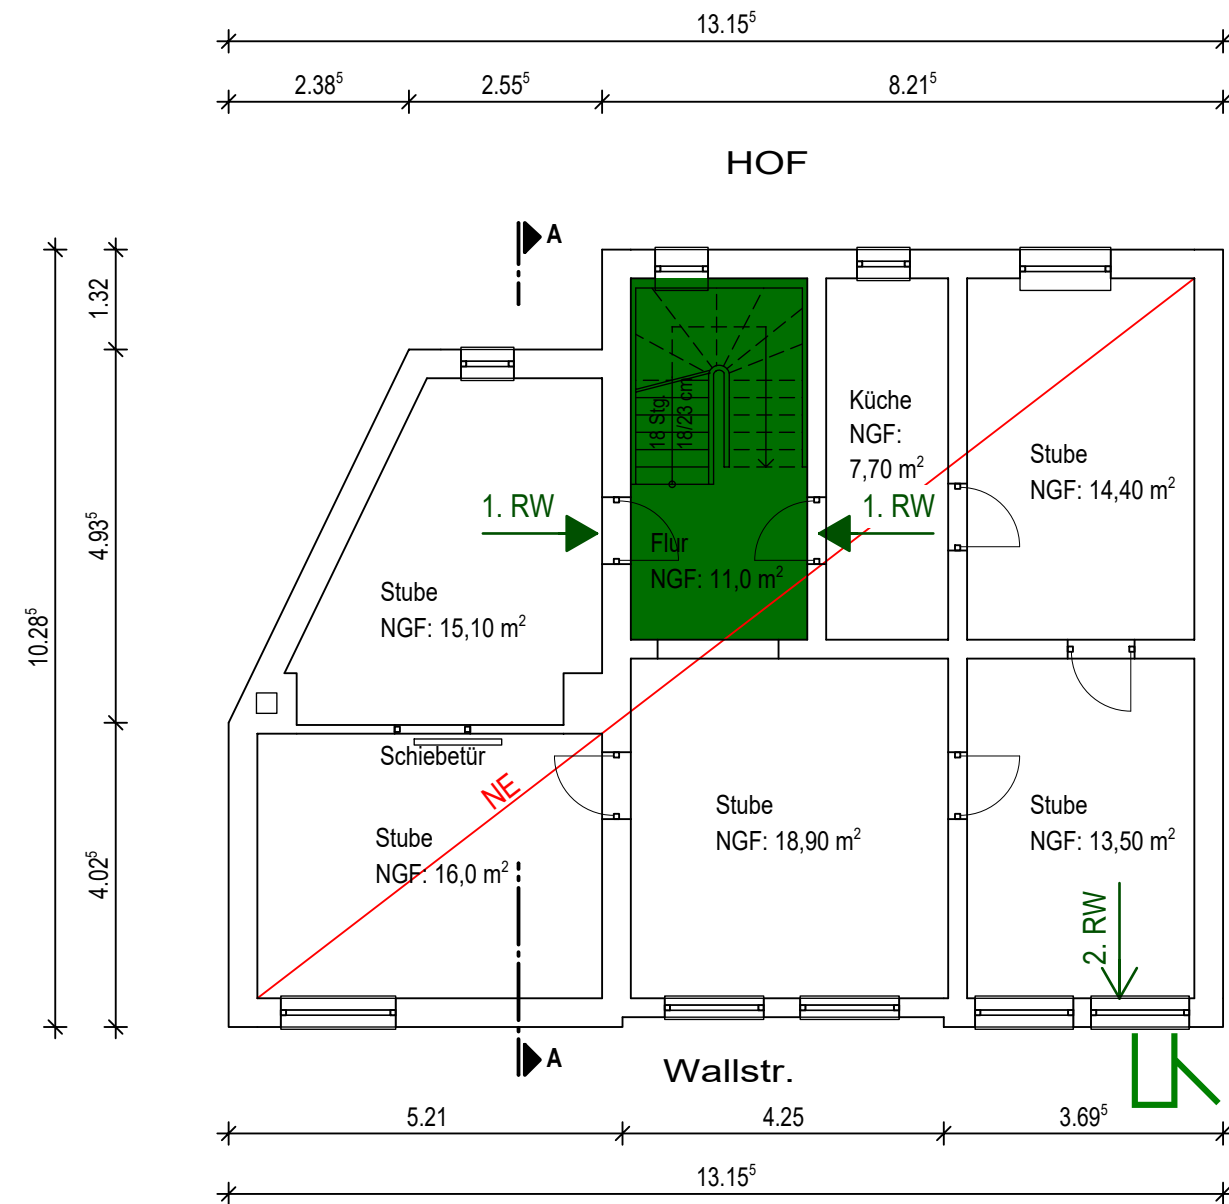 13.15⁵
2.38⁵ 2.55⁵ 8.21⁵
HOF
A
1.32
4.93⁵
4.02⁵
10.28⁵
18 Stg.
18/23 cm
Küche
NGF:
7,70 m²
Stube
NGF: 14,40 m²
1. RW
1. RW
Flur
NGF: 11,0 m²
Stube
NGF: 15,10 m²
Schiebetür
NE
Stube
NGF: 16,0 m²
Stube
NGF: 18,90 m²
Stube
NGF: 13,50 m²
2. RW
A
Wallstr.
5.21 4.25 3.69⁵
13.15⁵